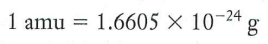 1 amu = 1.6605 × 10⁻²⁴ g